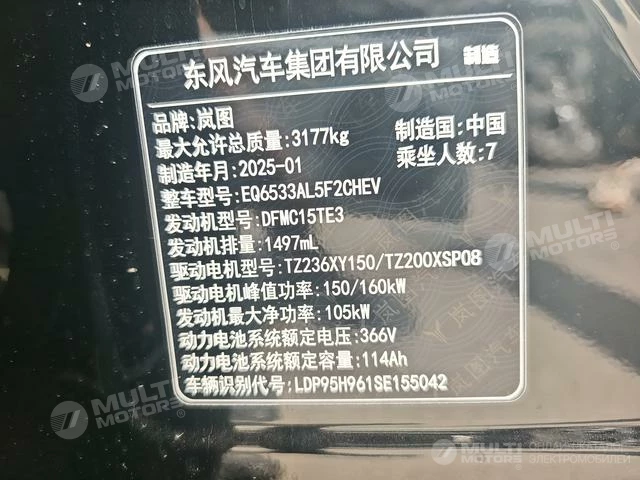 东风汽车集团有限公司 制造
品牌:岚图
最大允许总质量:3177kg 制造国:中国
制造年月:2025-01 乘坐人数:7
整车型号:EQ6533AL5F2CHEV
发动机型号:DFMC15TE3
发动机排量:1497mL
驱动电机型号:TZ236XY150/TZ200XSP08
驱动电机峰值功率:150/160kW
发动机最大净功率:105kW
动力电池系统额定电压:366V
动力电池系统额定容量:114Ah
车辆识别代号:LDP95H961SE155042
MULTI MOTORS
ЭЛЕКТРОМОБИЛЕЙ